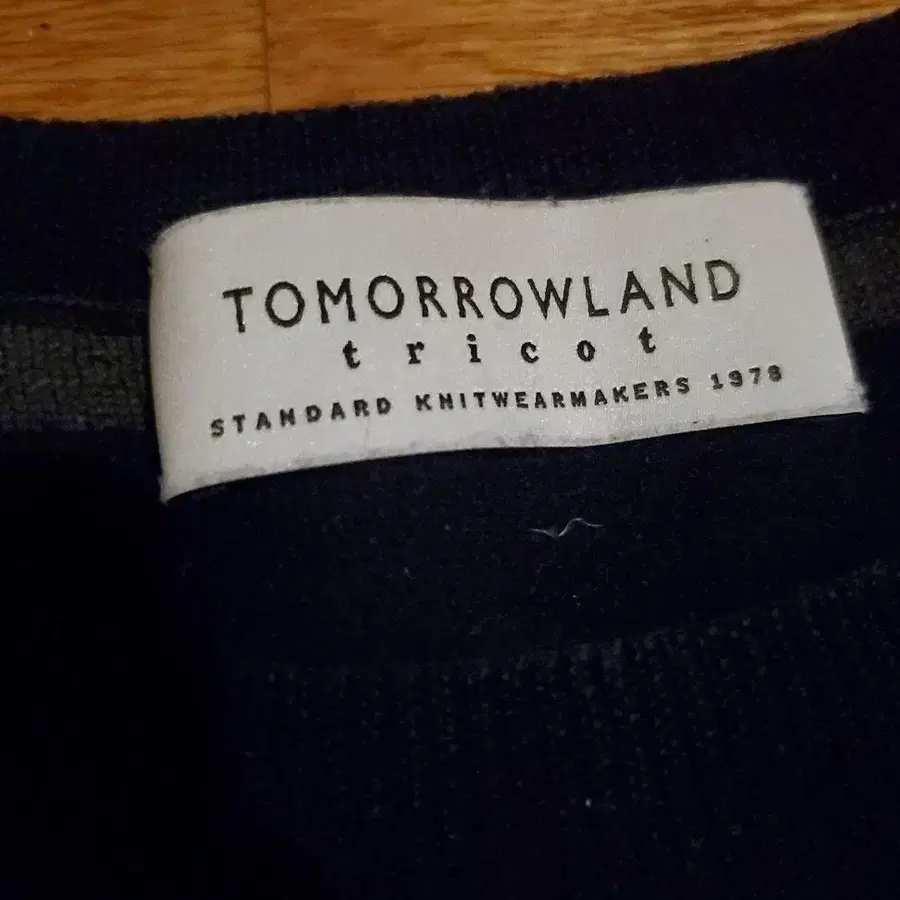 TOMORROWLAND
tricot
STANDARD KNITWEARMAKERS 1978